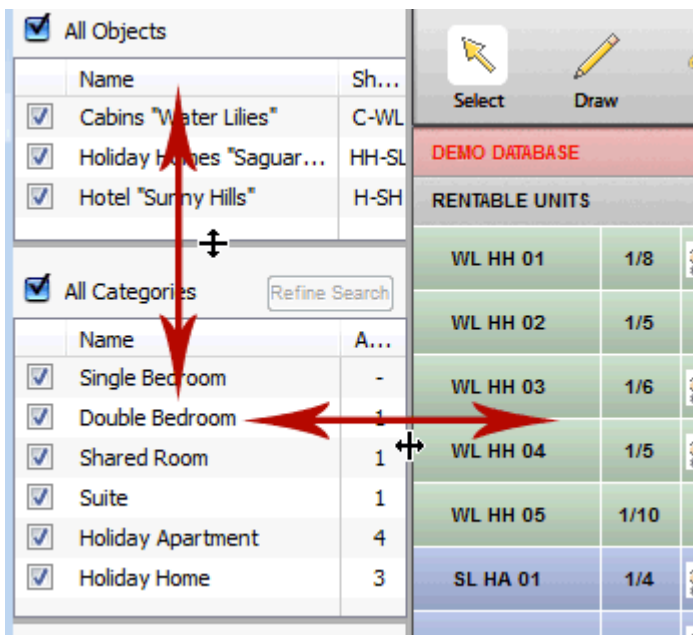 All Objects
Name Sh...
Cabins "Water Lilies" C-WL
Holiday Homes "Saguar... HH-SL
Hotel "Sunny Hills" H-SH
All Categories Refine Search
Name A...
Single Bedroom -
Double Bedroom 1
Shared Room 1
Suite 1
Holiday Apartment 4
Holiday Home 3
Select Draw
DEMO DATABASE
RENTABLE UNITS
WL HH 01 1/8
WL HH 02 1/5
WL HH 03 1/6
WL HH 04 1/5
WL HH 05 1/10
SL HA 01 1/4